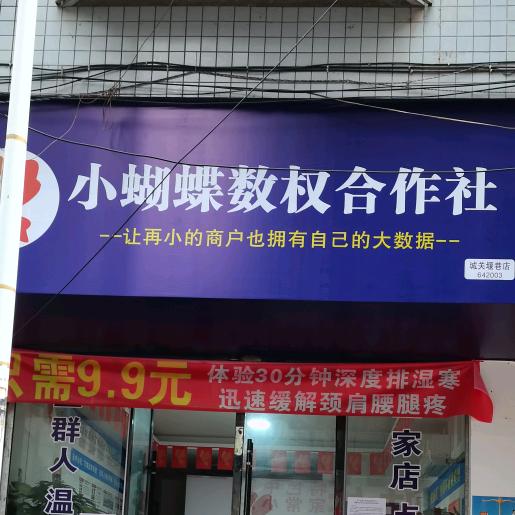 小蝴蝶数权合作社
--让再小的商户也拥有自己的大数据--
城关堰巷店
642003
只需9.9元
体验30分钟深度排湿寒
迅速缓解颈肩腰腿疼
群人温
家店